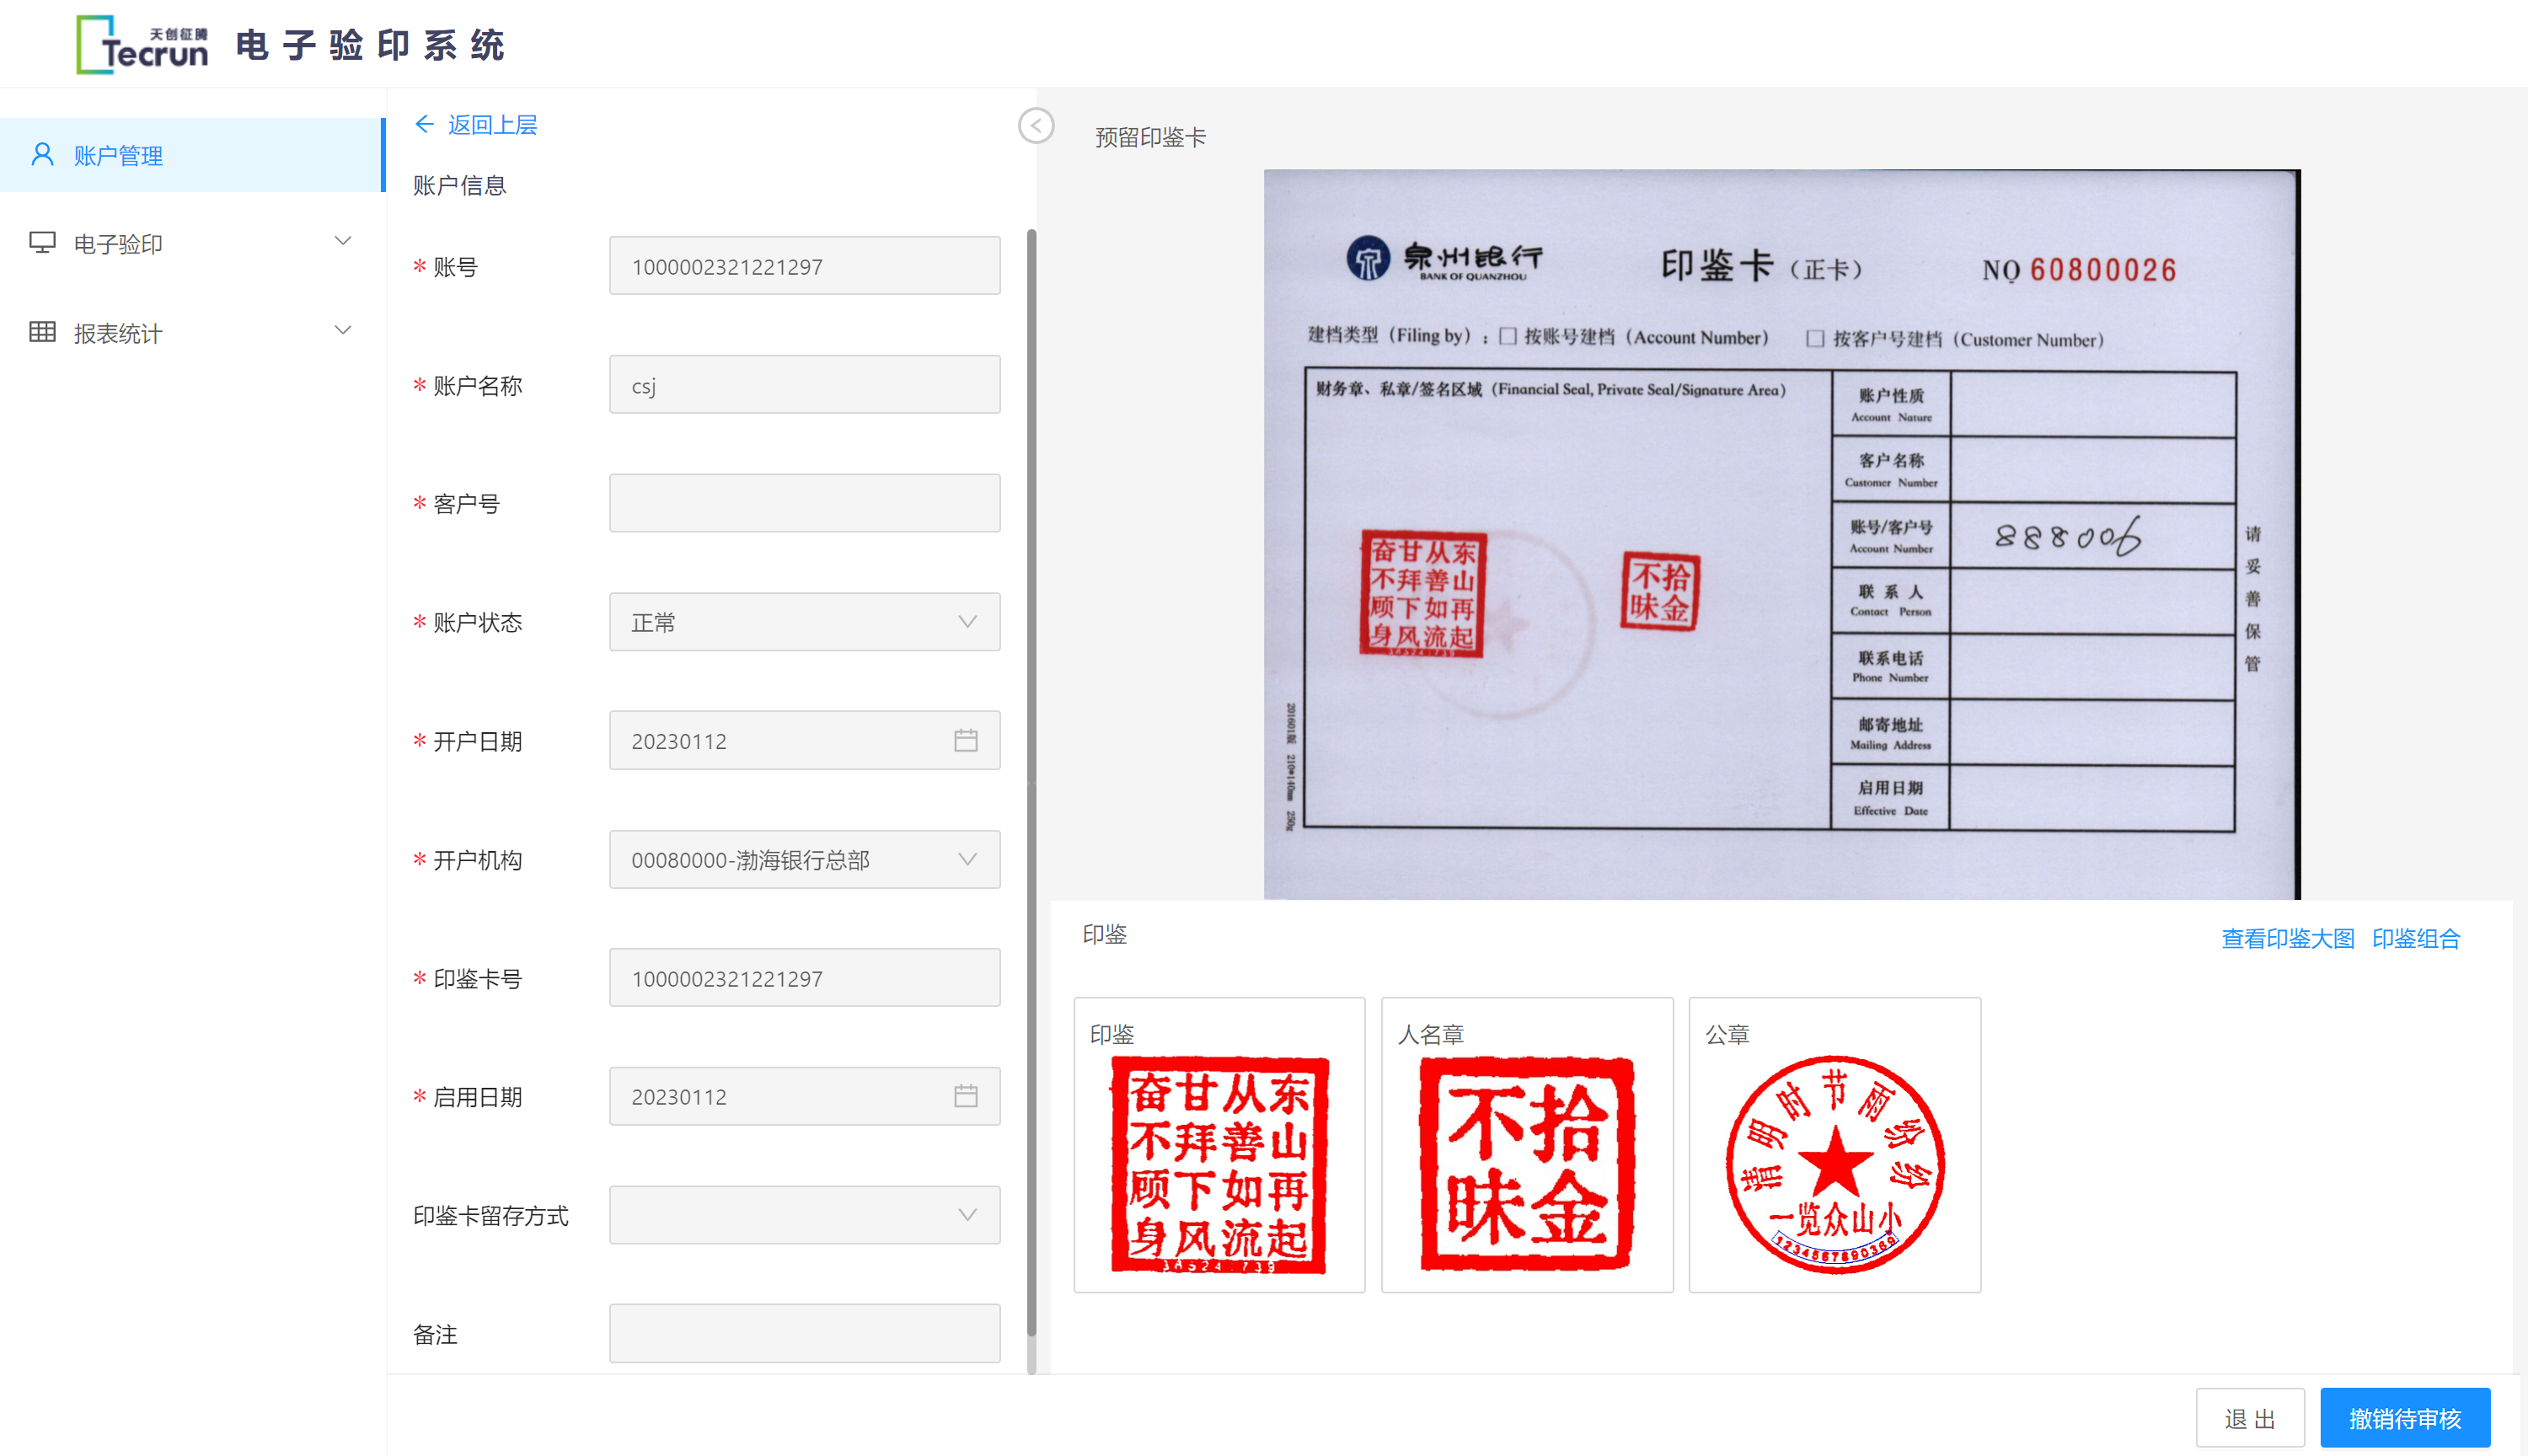 天创征腾
Tecrun
电子验印系统
账户管理
电子验印
报表统计
返回上层
账户信息
* 账号 1000002321221297
* 账户名称 csj
* 客户号
* 账户状态 正常
* 开户日期 20230112
* 开户机构 00080000-渤海银行总部
* 印鉴卡号 1000002321221297
* 启用日期 20230112
印鉴卡留存方式
备注
预留印鉴卡
泉州银行
BANK OF QUANZHOU
印鉴卡（正卡）
NO 60800026
建档类型（Filing by）: □ 按账号建档（Account Number） □ 按客户号建档（Customer Number）
财务章、私章/签名区域（Financial Seal, Private Seal/Signature Area）
奋甘从东
不拜善山
顾下如再
身风流起
不拾
昧金
账户性质
Account Nature
客户名称
Customer Number
账号/客户号
Account Number
888006
联系人
Contact Person
联系电话
Phone Number
邮寄地址
Mailing Address
启用日期
Effective Date
请妥善保管
201601版 210*140mm 250g
印鉴
查看印鉴大图 印鉴组合
印鉴
奋甘从东
不拜善山
顾下如再
身风流起
人名章
不拾
昧金
公章
清明时节雨纷纷
一览众山小
1234567890369
退出
撤销待审核